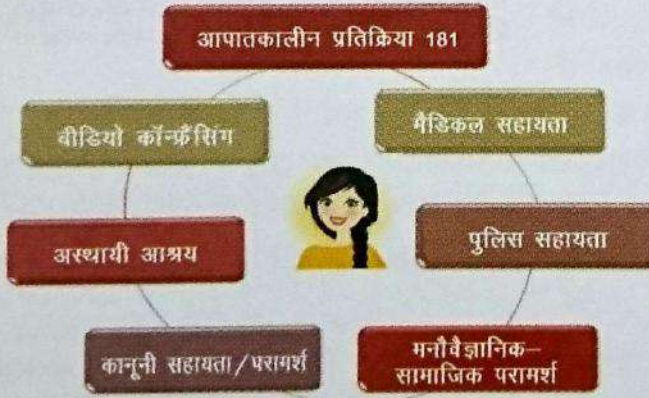 आपातकालीन प्रतिक्रिया 181
वीडियो कॉन्फ्रैंसिंग
मैडिकल सहायता
अस्थायी आश्रय
पुलिस सहायता
कानूनी सहायता/परामर्श
मनौवैज्ञानिक–
सामाजिक परामर्श